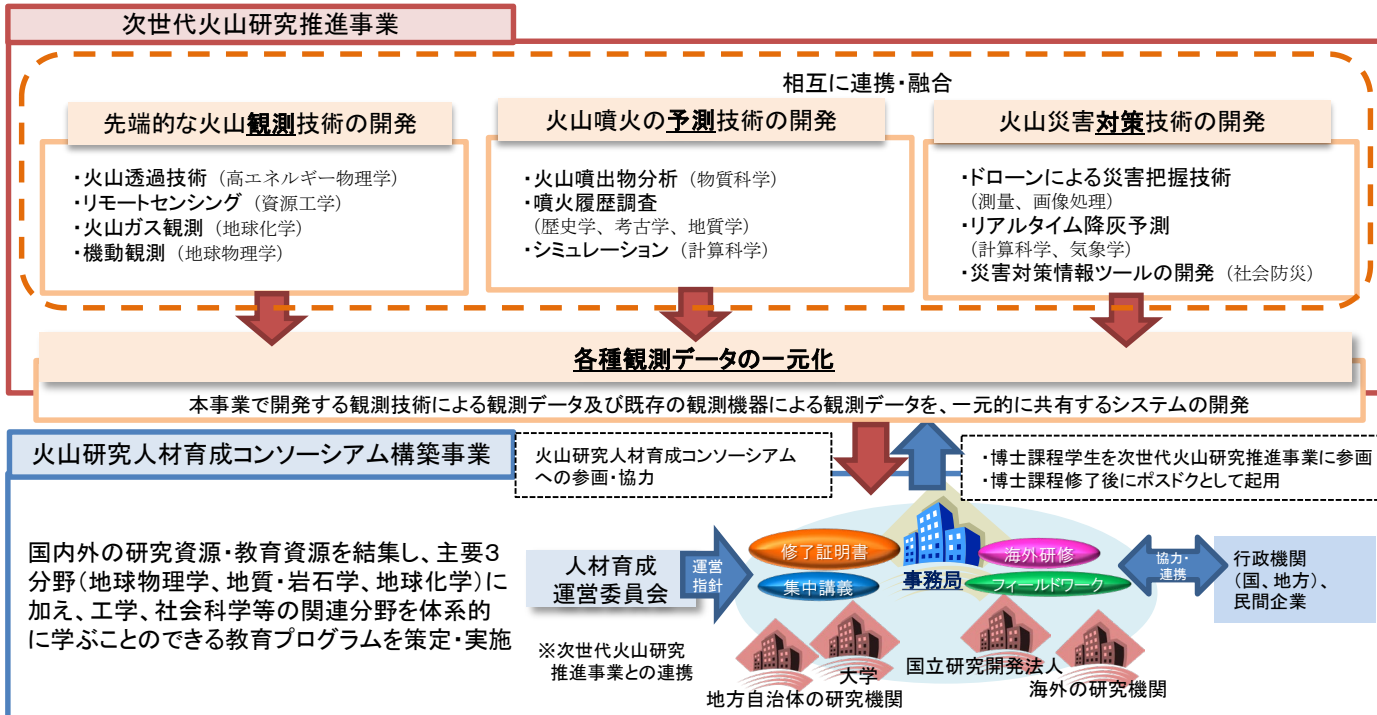 次世代火山研究推進事業
相互に連携・融合
先端的な火山観測技術の開発
・火山透過技術（高エネルギー物理学）
・リモートセンシング（資源工学）
・火山ガス観測（地球化学）
・機動観測（地球物理学）
火山噴火の予測技術の開発
・火山噴出物分析（物質科学）
・噴火履歴調査
（歴史学、考古学、地質学）
・シミュレーション（計算科学）
火山災害対策技術の開発
・ドローンによる災害把握技術
（測量、画像処理）
・リアルタイム降灰予測
（計算科学、気象学）
・災害対策情報ツールの開発（社会防災）
各種観測データの一元化
本事業で開発する観測技術による観測データ及び既存の観測機器による観測データを、一元的に共有するシステムの開発
火山研究人材育成コンソーシアム構築事業
火山研究人材育成コンソーシアム
への参画・協力
・博士課程学生を次世代火山研究推進事業に参画
・博士課程修了後にポスドクとして起用
国内外の研究資源・教育資源を結集し、主要３
分野（地球物理学、地質・岩石学、地球化学）に
加え、工学、社会科学等の関連分野を体系的
に学ぶことのできる教育プログラムを策定・実施
人材育成
運営委員会
運営
指針
※次世代火山研究
推進事業との連携
修了証明書
集中講義
事務局
海外研修
フィールドワーク
協力・
連携
行政機関
（国、地方）、
民間企業
大学
地方自治体の研究機関
国立研究開発法人
海外の研究機関